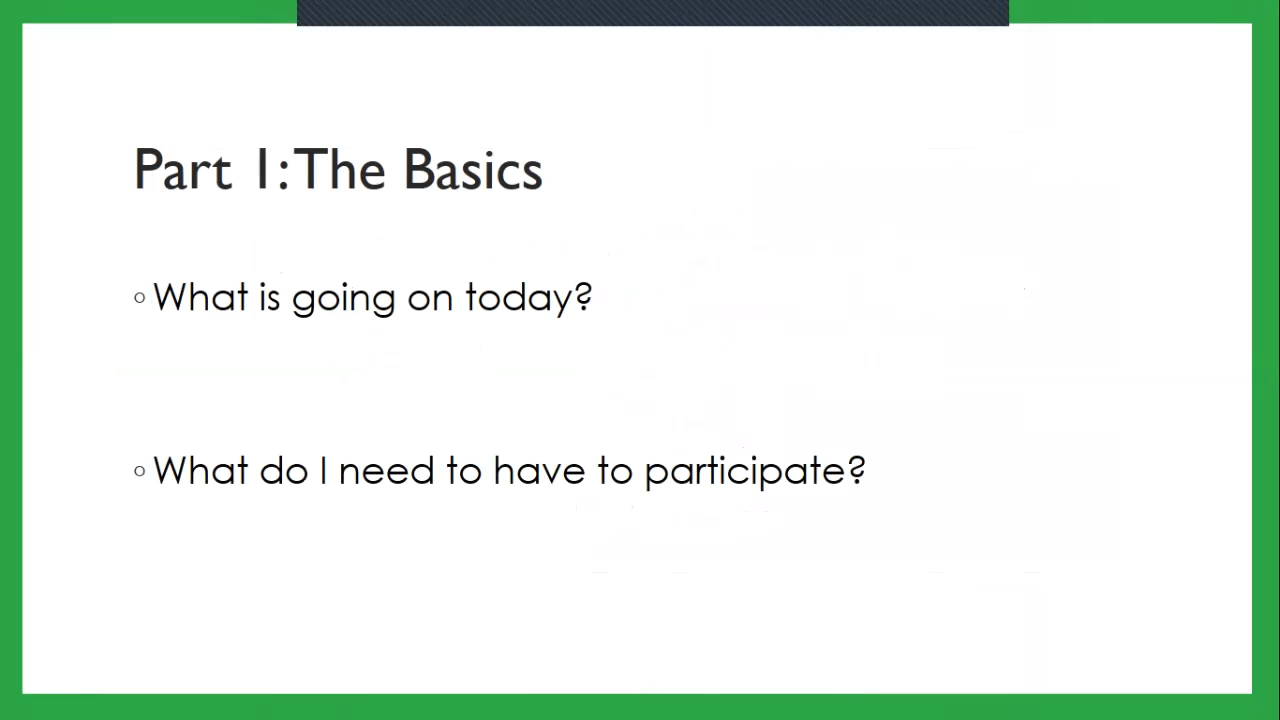 Part 1: The Basics
◦ What is going on today?
◦ What do I need to have to participate?